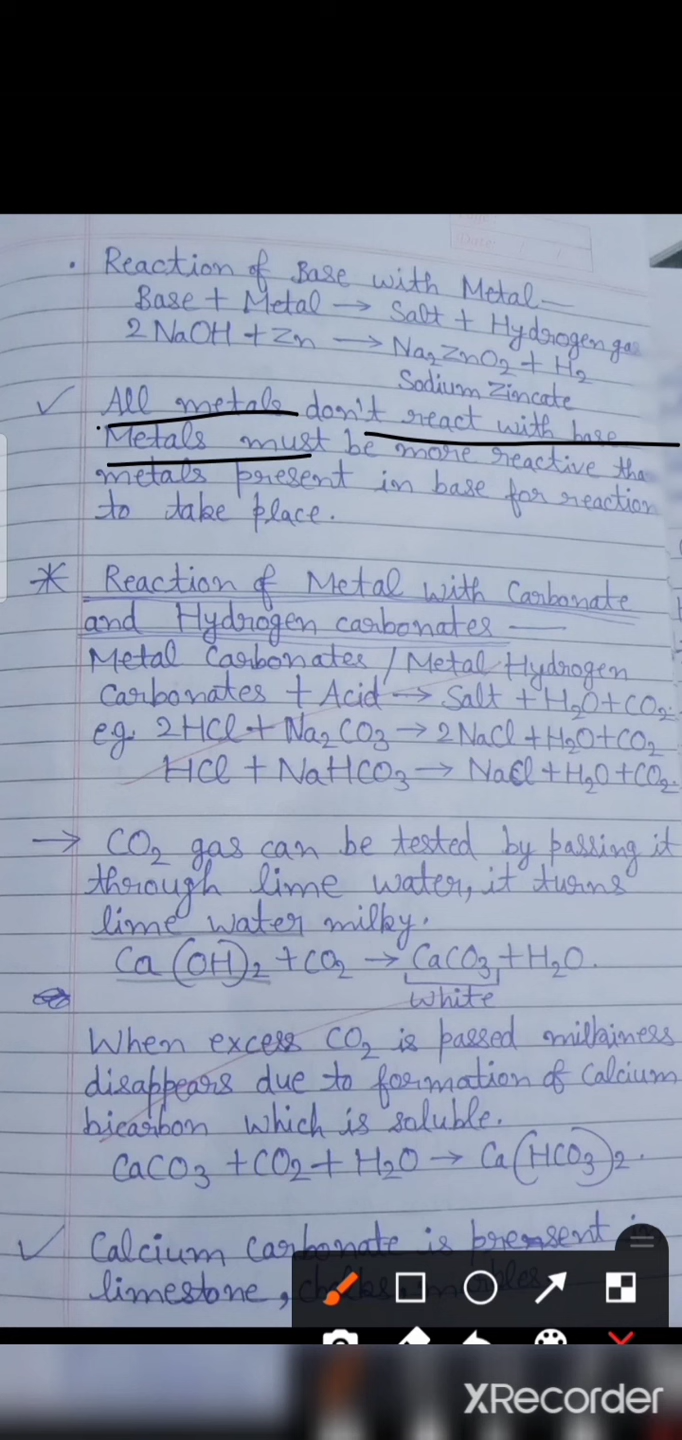 • Reaction of Base with Metal—
Base + Metal → Salt + Hydrogen gas
2 NaOH + Zn → Na₂ZnO₂ + H₂
Sodium Zincate
✓ All metals don't react with base
Metals must be more reactive tha
metals present in base for reaction
to take place.
* Reaction of Metal with Carbonate
and Hydrogen carbonates —
Metal Carbonates / Metal Hydrogen
Carbonates + Acid → Salt + H₂O + CO₂
e.g. 2HCl + Na₂CO₃ → 2NaCl + H₂O + CO₂
HCl + NaHCO₃ → NaCl + H₂O + CO₂
→ CO₂ gas can be tested by passing it
through lime water, it turns
lime water milky.
Ca(OH)₂ + CO₂ → CaCO₃ + H₂O.
white
When excess CO₂ is passed milkiness
disappears due to formation of Calcium
bicarbon which is soluble.
CaCO₃ + CO₂ + H₂O → Ca(HCO₃)₂.
✓ Calcium carbonate is present
limestone,
XRecorder